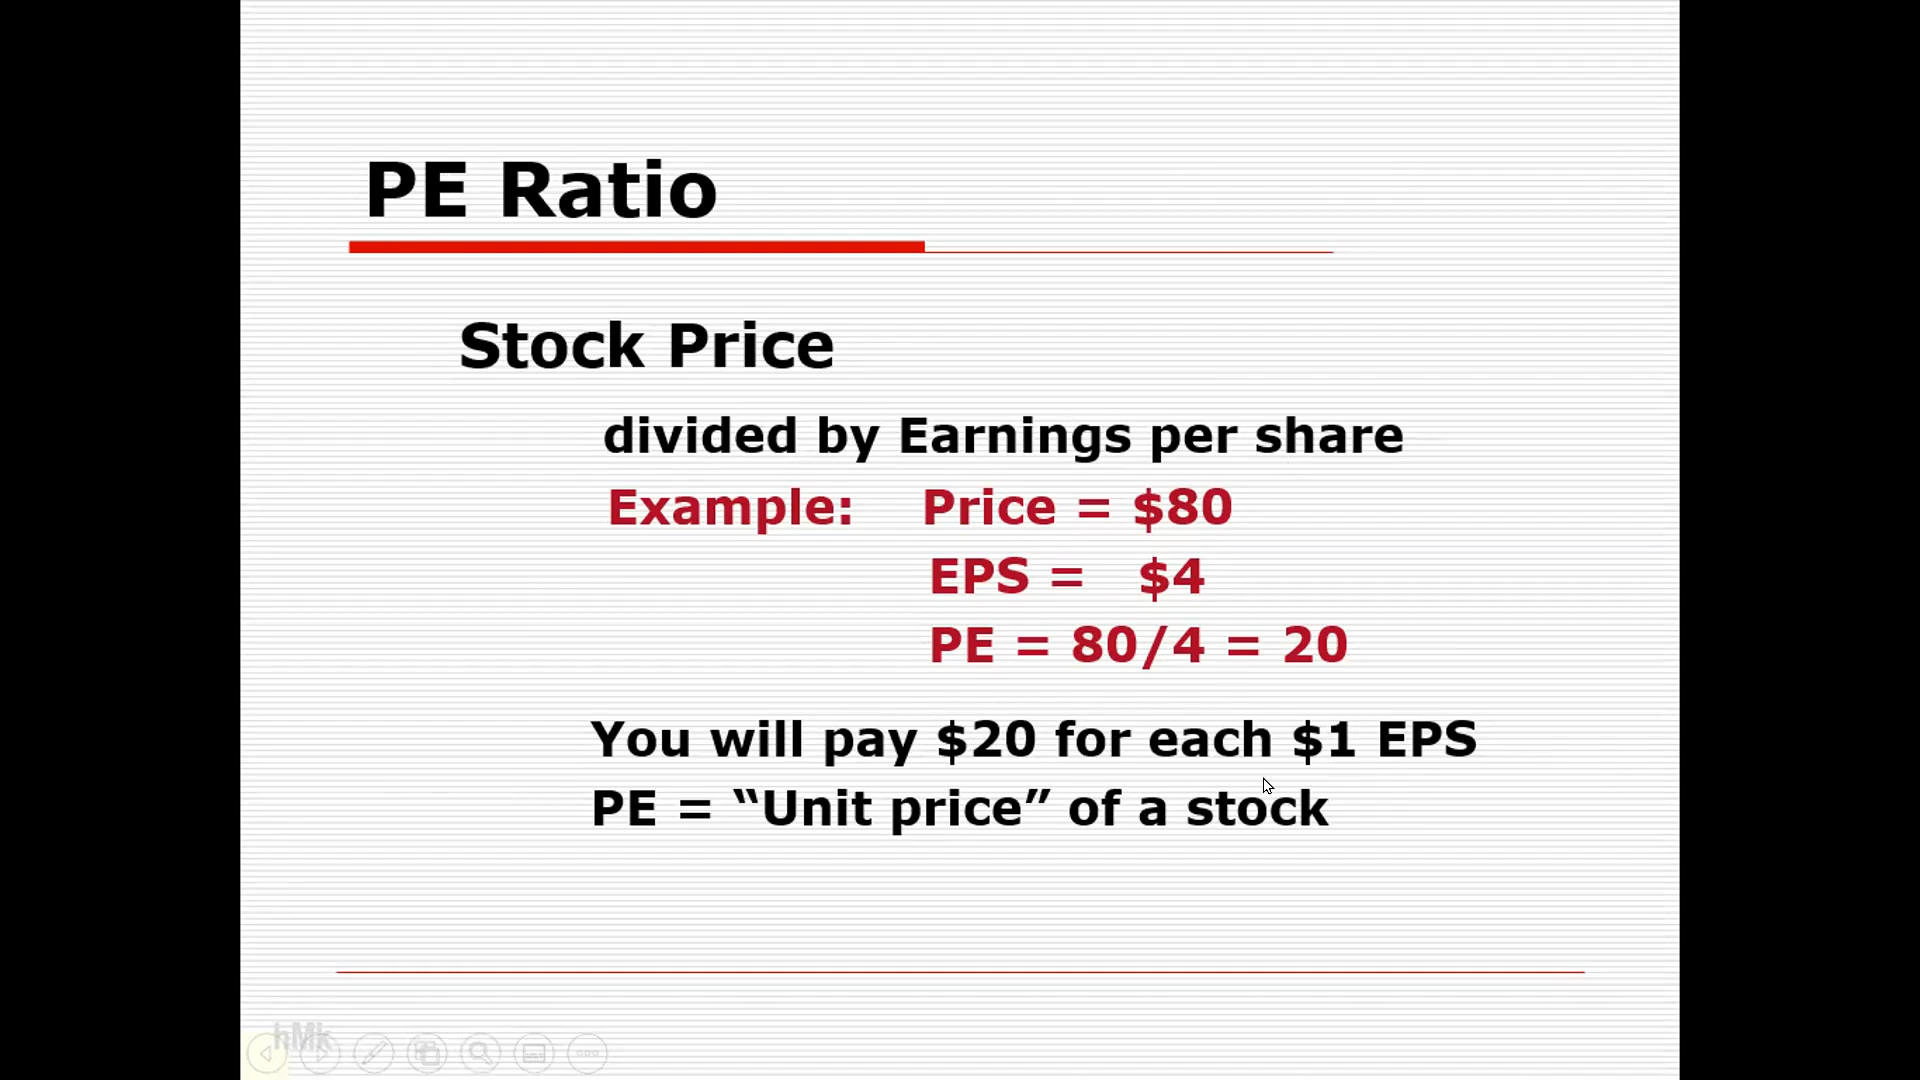 PE Ratio
Stock Price
divided by Earnings per share
Example: Price = $80
EPS = $4
PE = 80/4 = 20
You will pay $20 for each $1 EPS
PE = “Unit price” of a stock
hMk